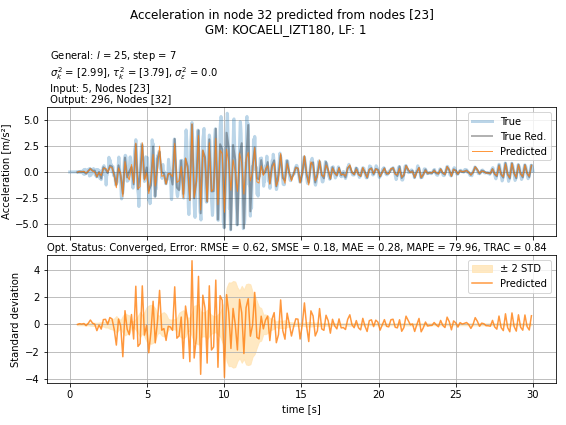 Acceleration in node 32 predicted from nodes [23]
GM: KOCAELI_IZT180, LF: 1
General: l = 25, step = 7
σ_k^2 = [2.99], τ_k^2 = [3.79], σ_ε^2 = 0.0
Input: 5, Nodes [23]
Output: 296, Nodes [32]
Acceleration [m/s²]
5.0
2.5
0.0
−2.5
−5.0
True
True Red.
Predicted
Opt. Status: Converged, Error: RMSE = 0.62, SMSE = 0.18, MAE = 0.28, MAPE = 79.96, TRAC = 0.84
Standard deviation
4
2
0
−2
−4
± 2 STD
Predicted
0 5 10 15 20 25 30
time [s]